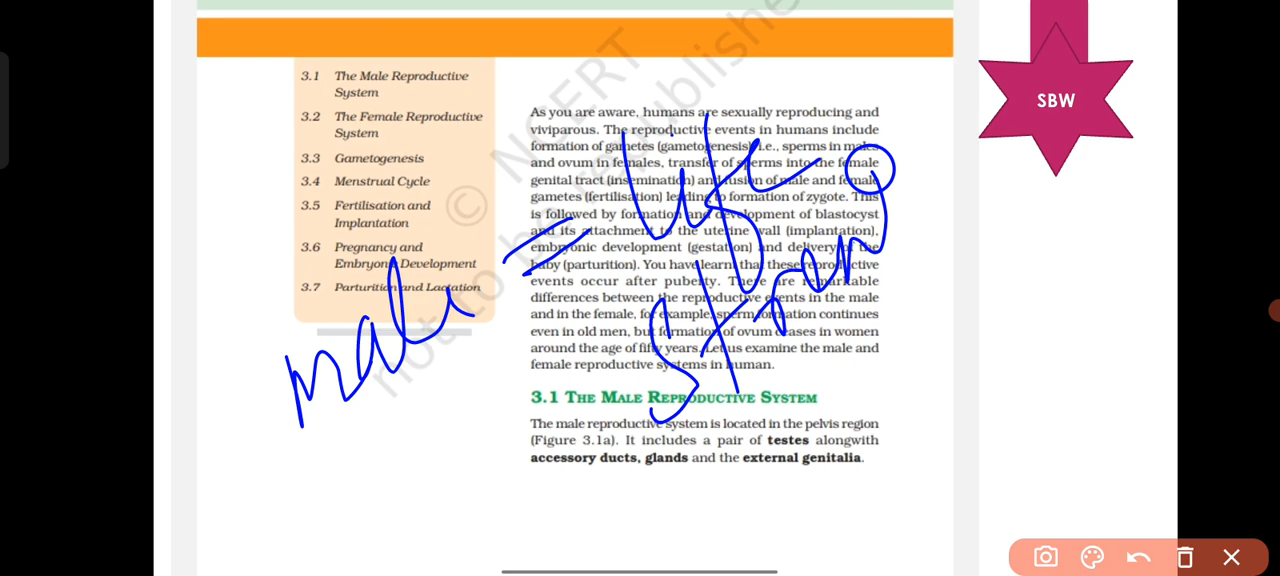 3.1 The Male Reproductive
System
3.2 The Female Reproductive
System
3.3 Gametogenesis
3.4 Menstrual Cycle
3.5 Fertilisation and
Implantation
3.6 Pregnancy and
Embryonic Development
3.7 Parturition and Lactation
As you are aware, humans are sexually reproducing and
viviparous. The reproductive events in humans include
formation of gametes (gametogenesis), i.e., sperms in males
and ovum in females, transfer of sperms into the female
genital tract (insemination) and fusion of male and female
gametes (fertilisation) leading to formation of zygote. This
is followed by formation and development of blastocyst
and its attachment to the uterine wall (implantation),
embryonic development (gestation) and delivery of the
baby (parturition). You have learnt that these reproductive
events occur after puberty. There are remarkable
differences between the reproductive events in the male
and in the female, for example, sperm formation continues
even in old men, but formation of ovum ceases in women
around the age of fifty years. Let us examine the male and
female reproductive systems in human.
3.1 The Male Reproductive System
The male reproductive system is located in the pelvis region
(Figure 3.1a). It includes a pair of testes alongwith
accessory ducts, glands and the external genitalia.
© NCERT
not to be republished
male
SBW